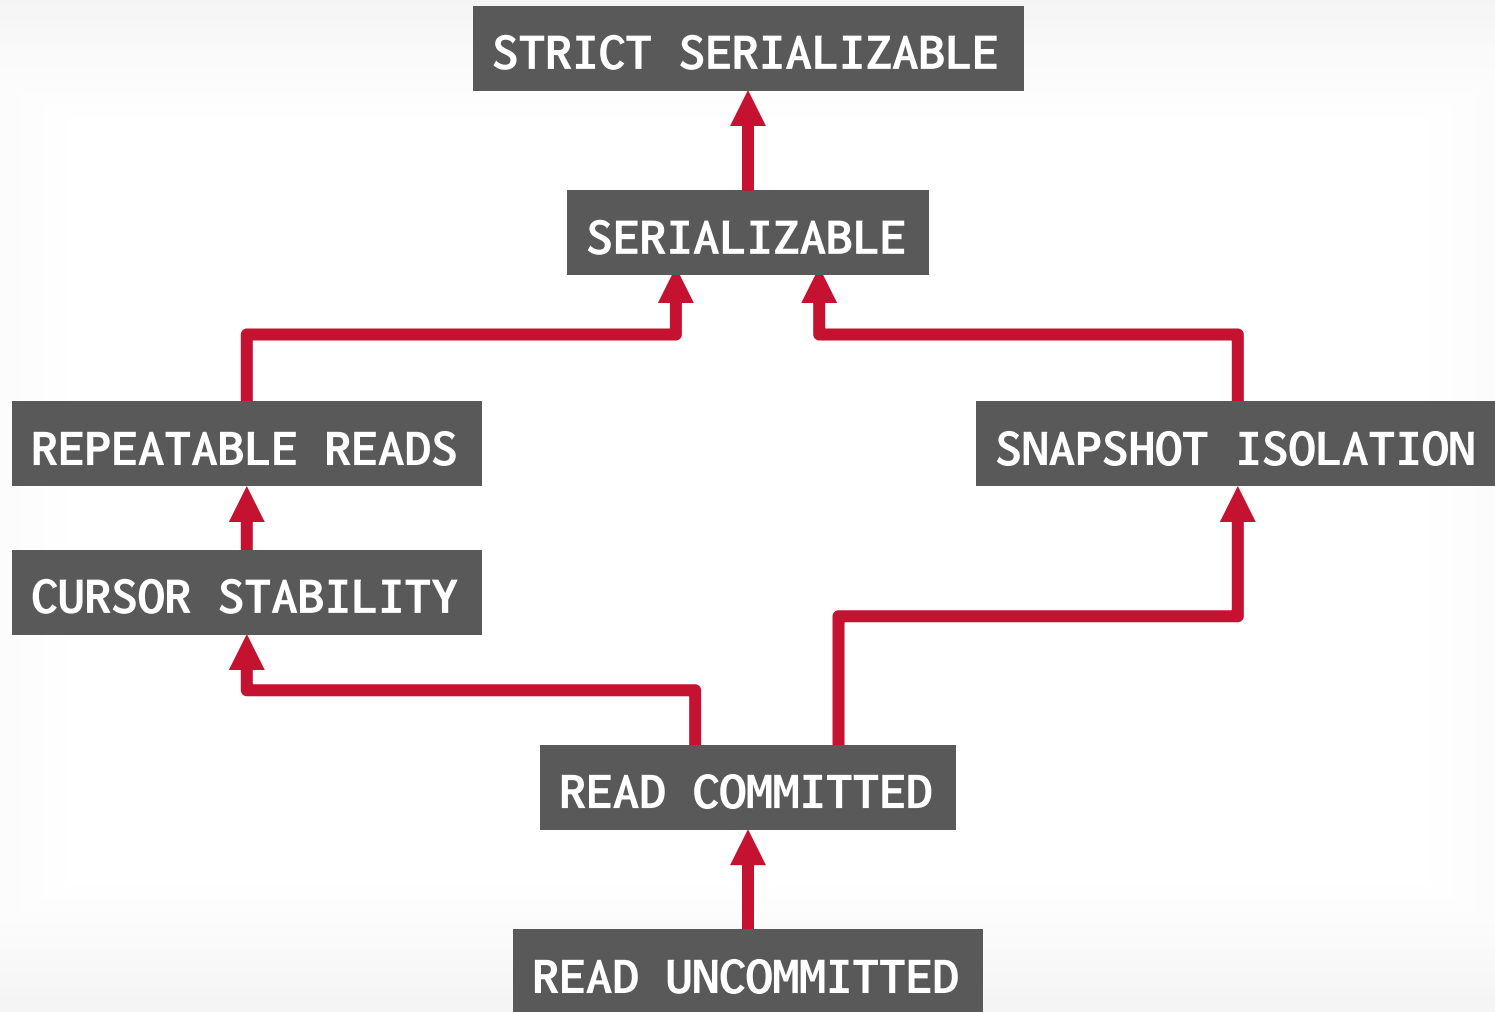 STRICT SERIALIZABLE
SERIALIZABLE
REPEATABLE READS
SNAPSHOT ISOLATION
CURSOR STABILITY
READ COMMITTED
READ UNCOMMITTED